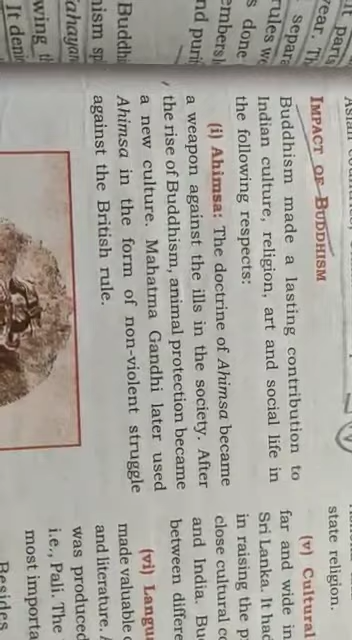 IMPACT OF BUDDHISM
Buddhism made a lasting contribution to
Indian culture, religion, art and social life in
the following respects:
(i) Ahimsa: The doctrine of Ahimsa became
a weapon against the ills in the society. After
the rise of Buddhism, animal protection became
a new culture. Mahatma Gandhi later used
Ahimsa in the form of non-violent struggle
against the British rule.
state religion.
(v) Cultura
far and wide in
Sri Lanka. It ha
in raising the p
close cultural co
and India. Bu
between differe
(vi) Langu
made valuable c
and literature.
was produced
i.e., Pali. The
most importa
Besides